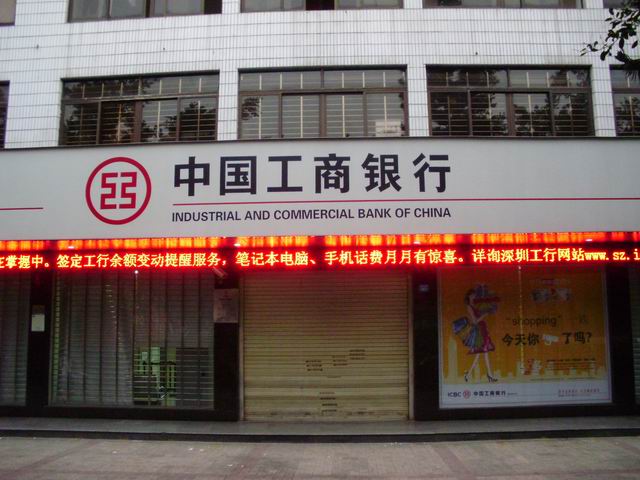 中国工商银行
INDUSTRIAL AND COMMERCIAL BANK OF CHINA
掌握中。签定工行余额变动提醒服务，笔记本电脑、手机话费月月有惊喜。详询深圳工行网站www.sz.i
"shopping"
今天你 了吗?
ICBC 中国工商银行